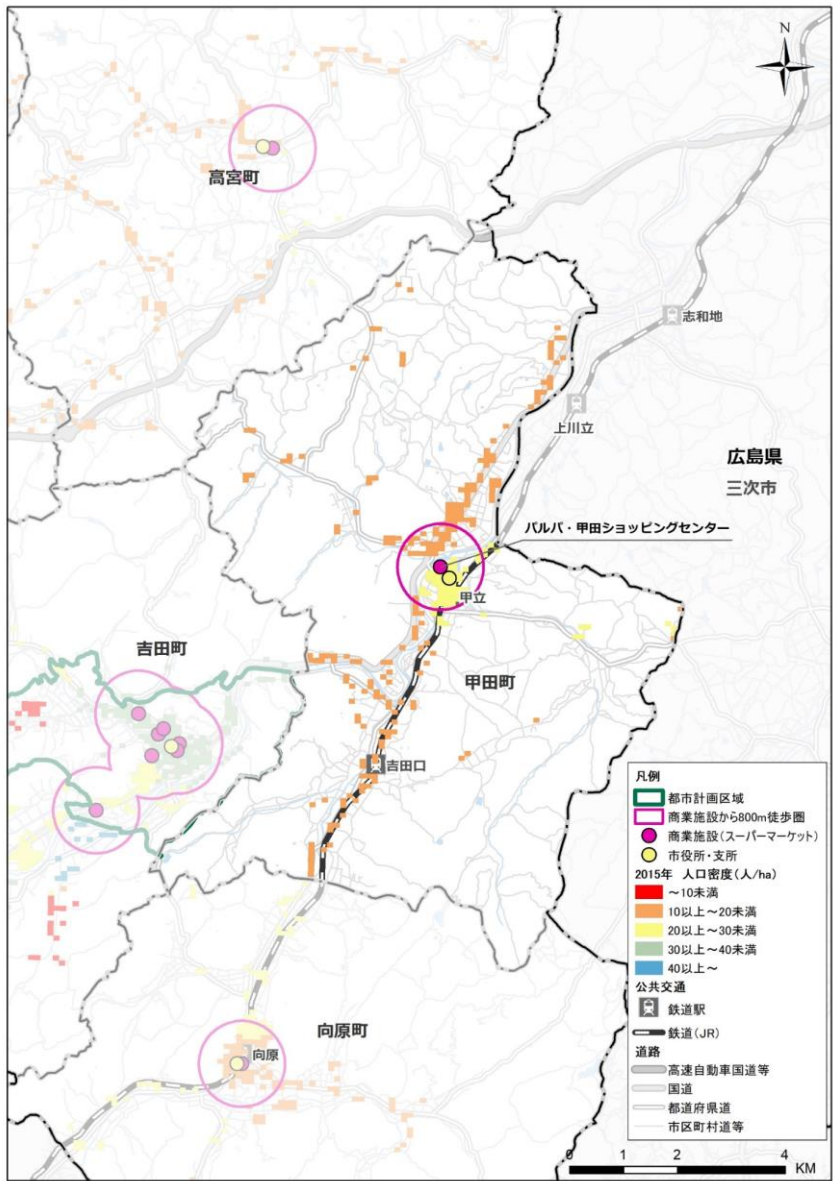 N
高宮町
志和地
上川立
広島県
三次市
パルパ・甲田ショッピングセンター
甲立
吉田町
甲田町
吉田口
向原町
向原
凡例
都市計画区域
商業施設から800m徒歩圏
商業施設(スーパーマーケット)
市役所・支所
2015年 人口密度(人/ha)
~10未満
10以上~20未満
20以上~30未満
30以上~40未満
40以上~
公共交通
鉄道駅
鉄道(JR)
道路
高速自動車国道等
国道
都道府県道
市区町村道等
0 1 2 4
KM